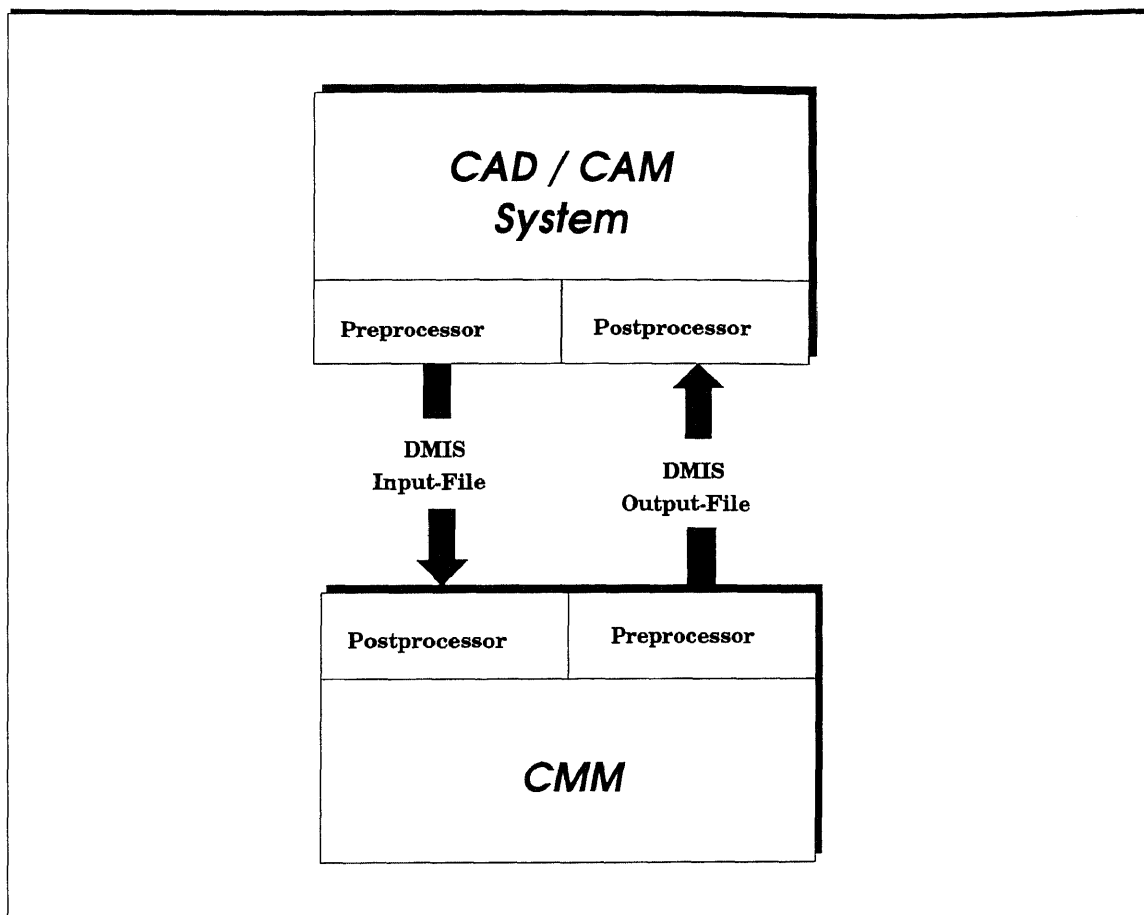 CAD / CAM
System
Preprocessor
Postprocessor
DMIS
Input-File
DMIS
Output-File
Postprocessor
Preprocessor
CMM